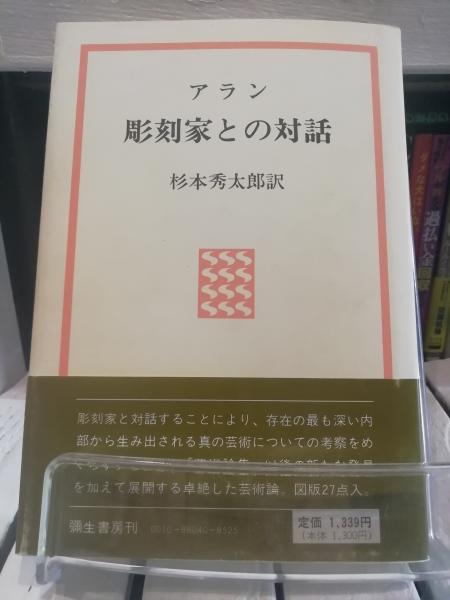 アラン
彫刻家との対話
杉本秀太郎訳
彫刻家と対話することにより、存在の最も深い内
部から生み出される真の芸術についての考察をめ
を加えて展開する卓絶した芸術論。図版27点入。
彌生書房刊
定価 1,339円
(本体 1,300円)
過払い金